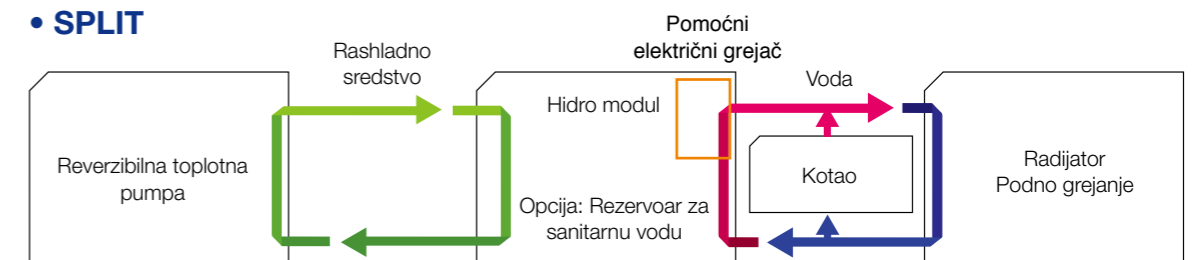 • SPLIT
Pomoćni
električni grejač
Rashladno
sredstvo
Voda
Hidro modul
Reverzibilna toplotna
pumpa
Kotao
Radijator
Podno grejanje
Opcija: Rezervoar za
sanitarnu vodu